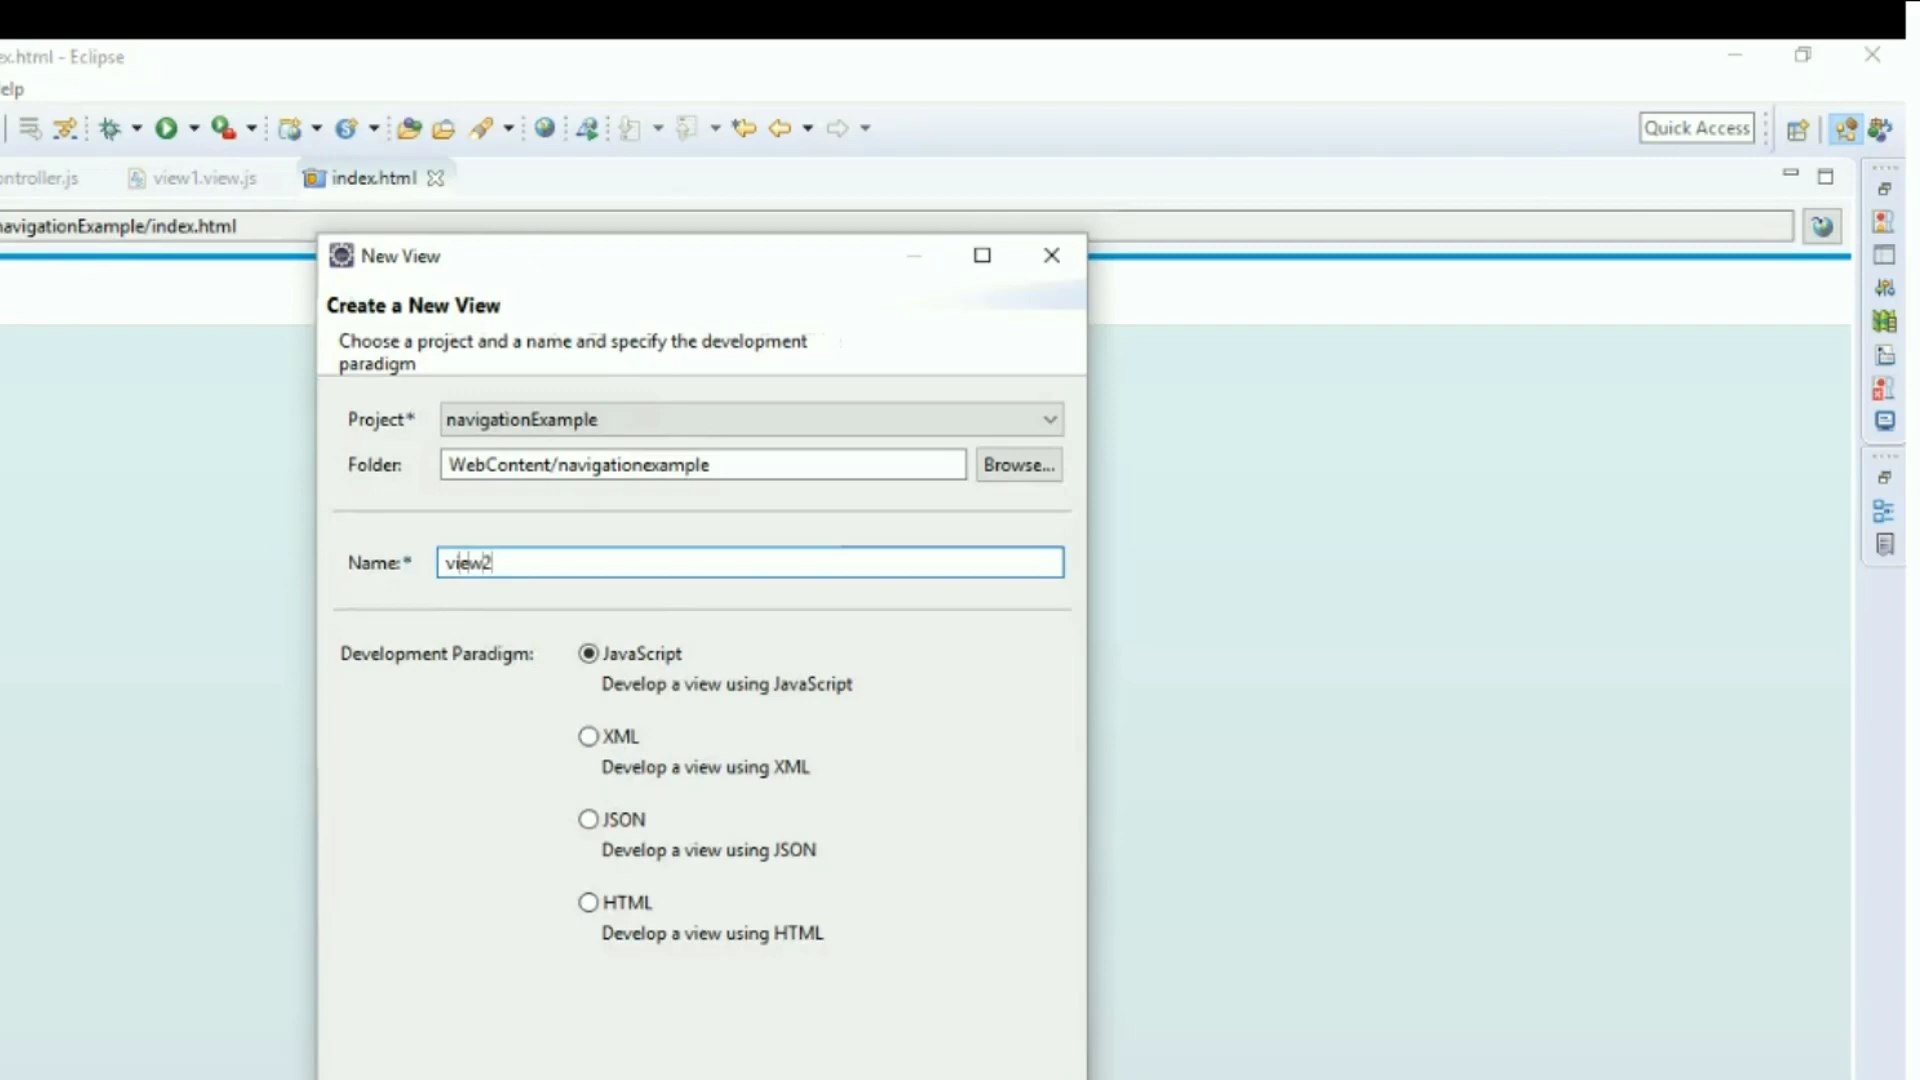 ex.html - Eclipse
elp
Quick Access
ontroller.js
view1.view.js
index.html
navigationExample/index.html
New View
Create a New View
Choose a project and a name and specify the development
paradigm
Project*
navigationExample
Folder:
WebContent/navigationexample
Browse...
Name:*
view2
Development Paradigm:
JavaScript
Develop a view using JavaScript
XML
Develop a view using XML
JSON
Develop a view using JSON
HTML
Develop a view using HTML